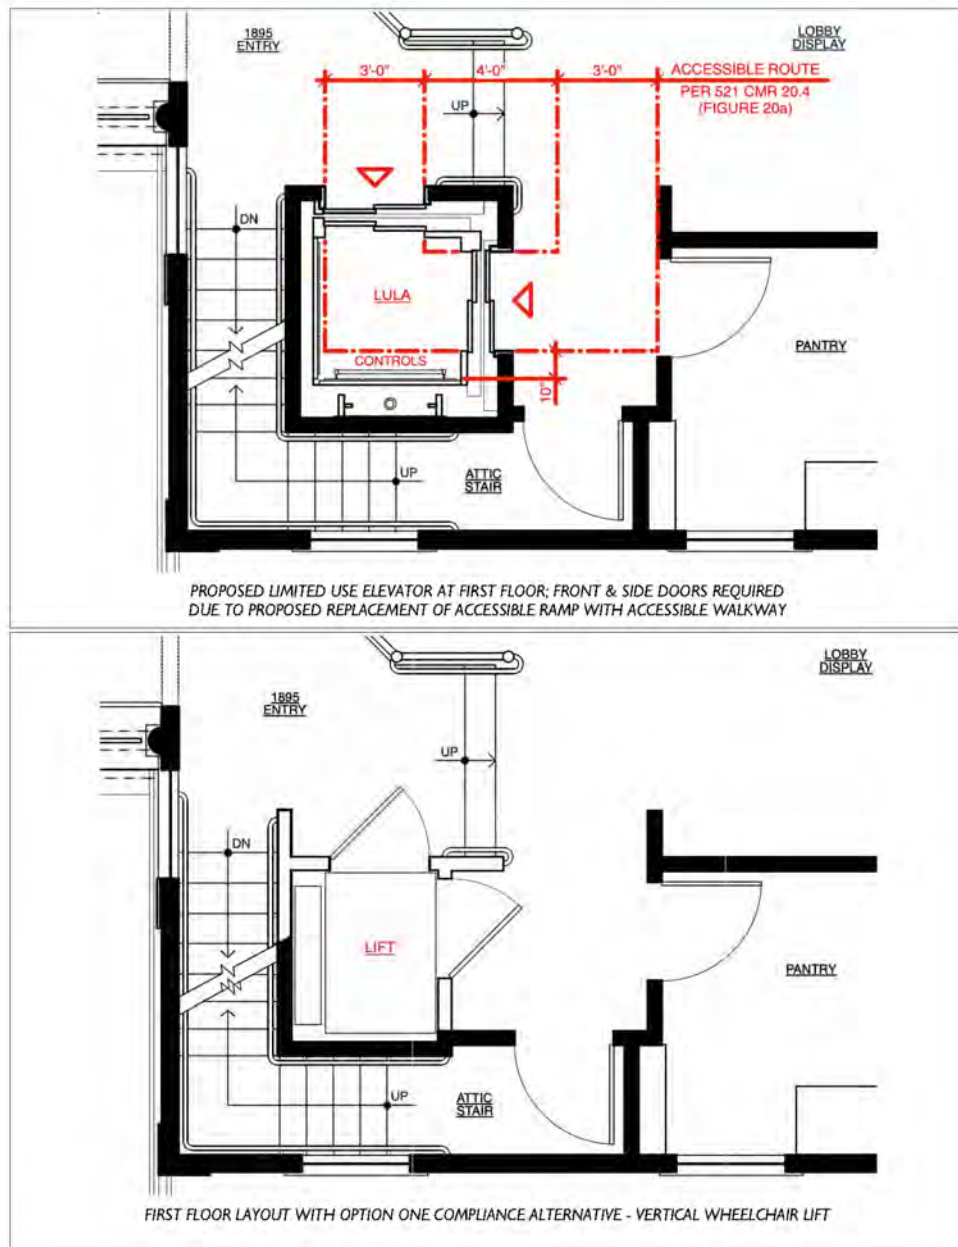 1895
ENTRY
LOBBY
DISPLAY
3'-0"
4'-0"
3'-0"
ACCESSIBLE ROUTE
PER 521 CMR 20.4
(FIGURE 20a)
UP
DN
LULA
PANTRY
CONTROLS
10"
UP
ATTIC
STAIR
PROPOSED LIMITED USE ELEVATOR AT FIRST FLOOR; FRONT & SIDE DOORS REQUIRED
DUE TO PROPOSED REPLACEMENT OF ACCESSIBLE RAMP WITH ACCESSIBLE WALKWAY
LOBBY
DISPLAY
1895
ENTRY
UP
DN
LIFT
PANTRY
UP
ATTIC
STAIR
FIRST FLOOR LAYOUT WITH OPTION ONE COMPLIANCE ALTERNATIVE - VERTICAL WHEELCHAIR LIFT